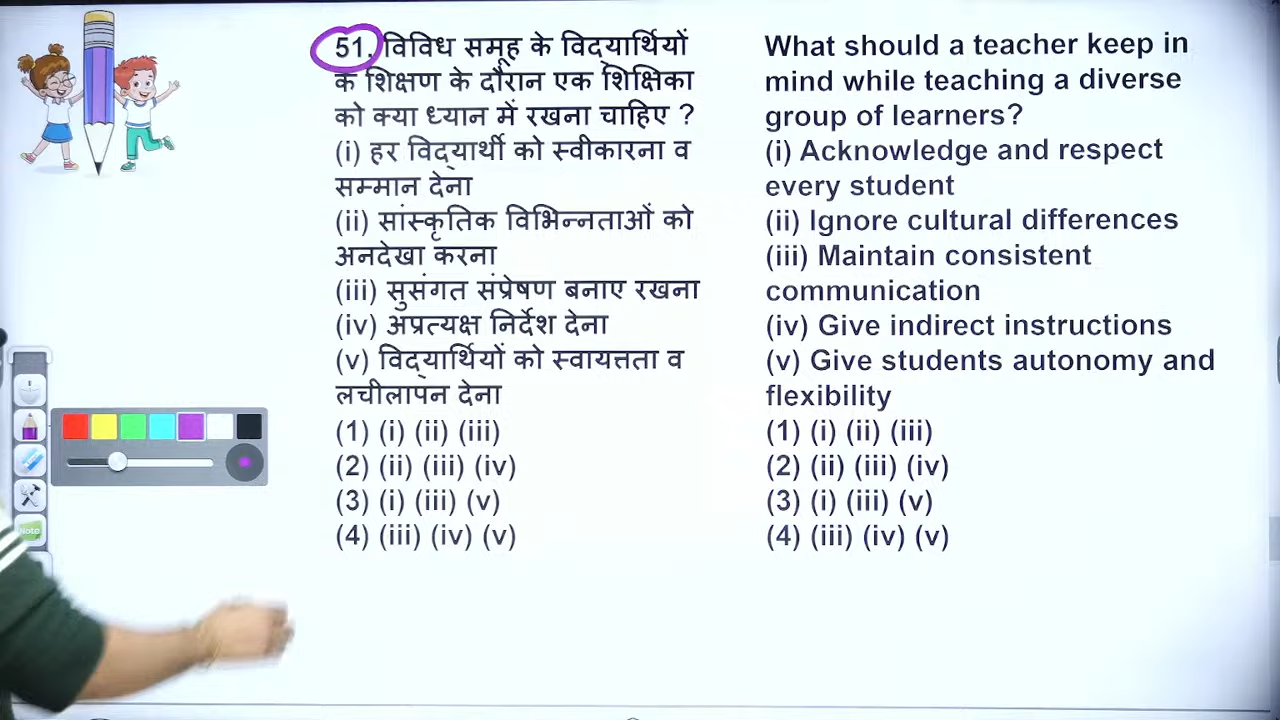 51. विविध समूह के विद्यार्थियों
के शिक्षण के दौरान एक शिक्षिका
को क्या ध्यान में रखना चाहिए ?
(i) हर विद्यार्थी को स्वीकारना व
सम्मान देना
(ii) सांस्कृतिक विभिन्नताओं को
अनदेखा करना
(iii) सुसंगत संप्रेषण बनाए रखना
(iv) अप्रत्यक्ष निर्देश देना
(v) विद्यार्थियों को स्वायत्तता व
लचीलापन देना
(1) (i) (ii) (iii)
(2) (ii) (iii) (iv)
(3) (i) (iii) (v)
(4) (iii) (iv) (v)
What should a teacher keep in
mind while teaching a diverse
group of learners?
(i) Acknowledge and respect
every student
(ii) Ignore cultural differences
(iii) Maintain consistent
communication
(iv) Give indirect instructions
(v) Give students autonomy and
flexibility
(1) (i) (ii) (iii)
(2) (ii) (iii) (iv)
(3) (i) (iii) (v)
(4) (iii) (iv) (v)
Note